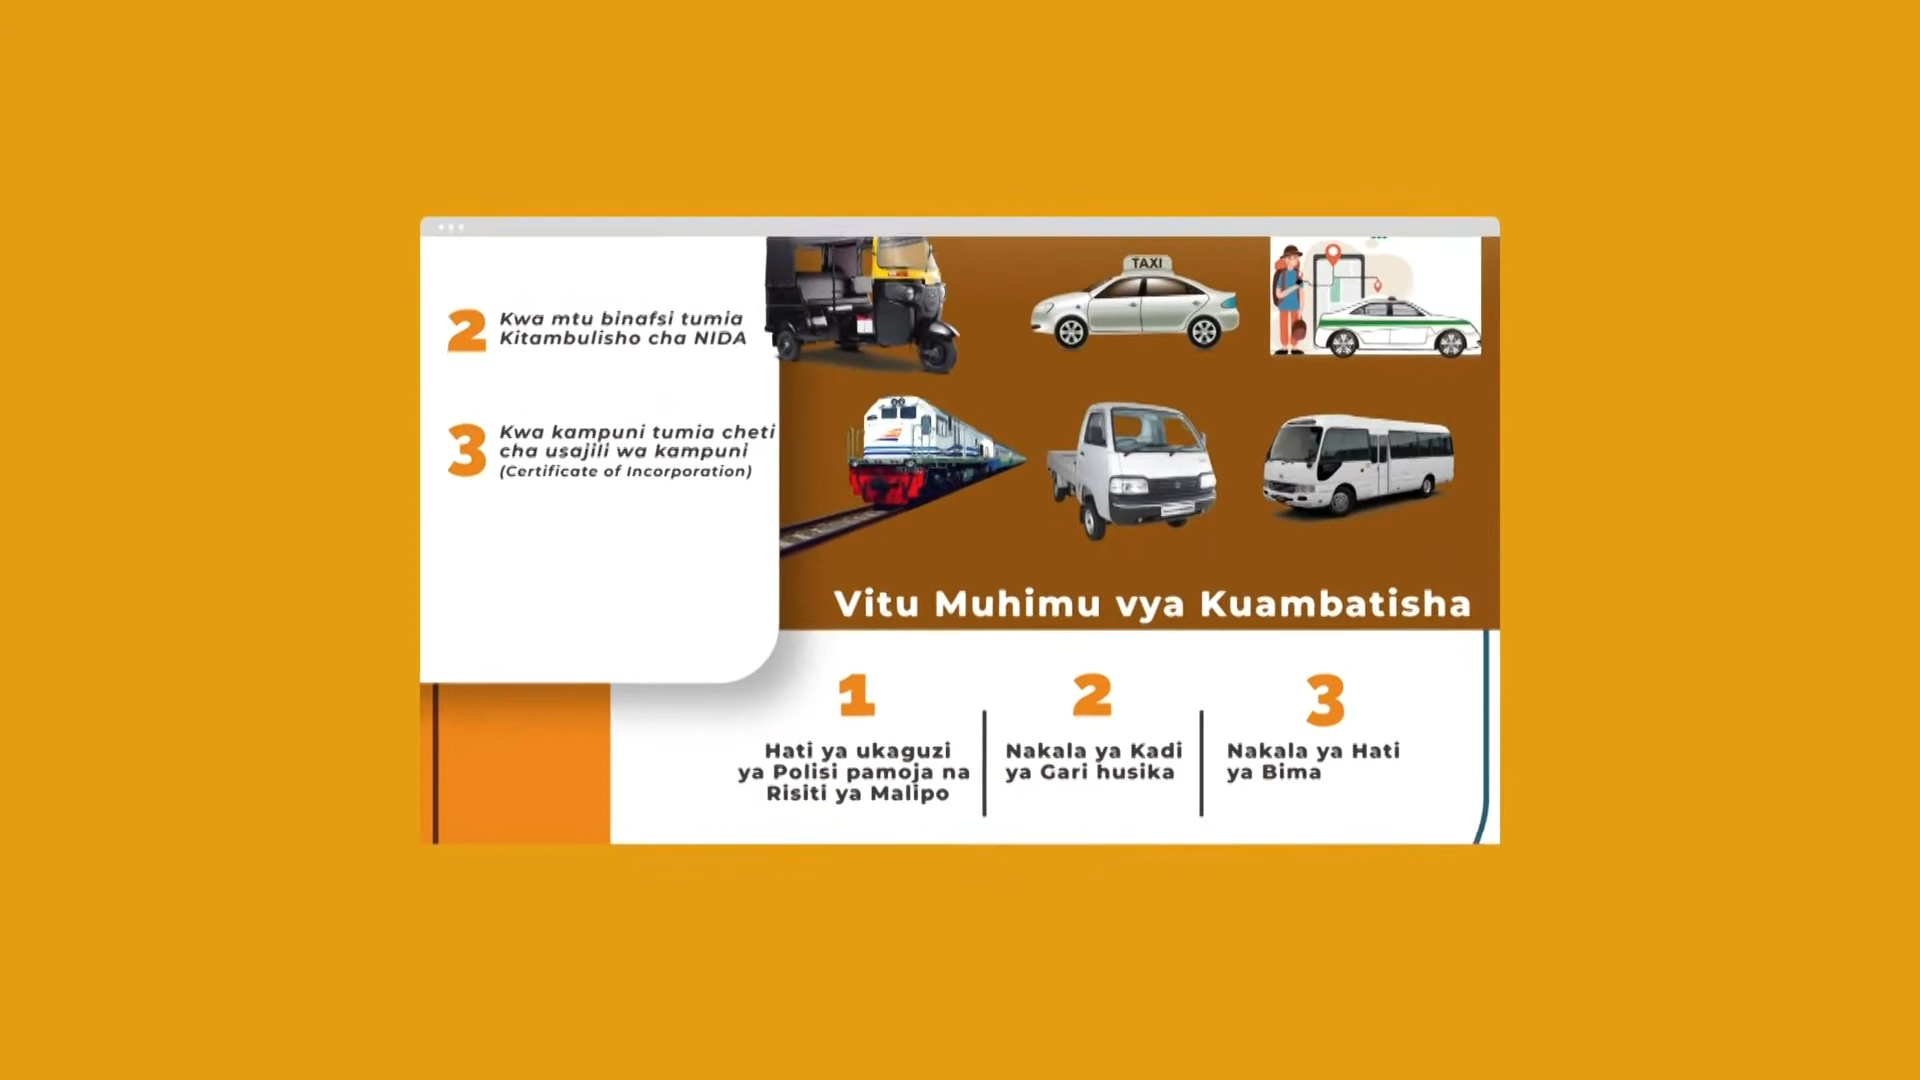 2
Kwa mtu binafsi tumia
Kitambulisho cha NIDA
3
Kwa kampuni tumia cheti
cha usajili wa kampuni
(Certificate of Incorporation)
TAXI
Vitu Muhimu vya Kuambatisha
1
Hati ya ukaguzi
ya Polisi pamoja na
Risiti ya Malipo
2
Nakala ya Kadi
ya Gari husika
3
Nakala ya Hati
ya Bima